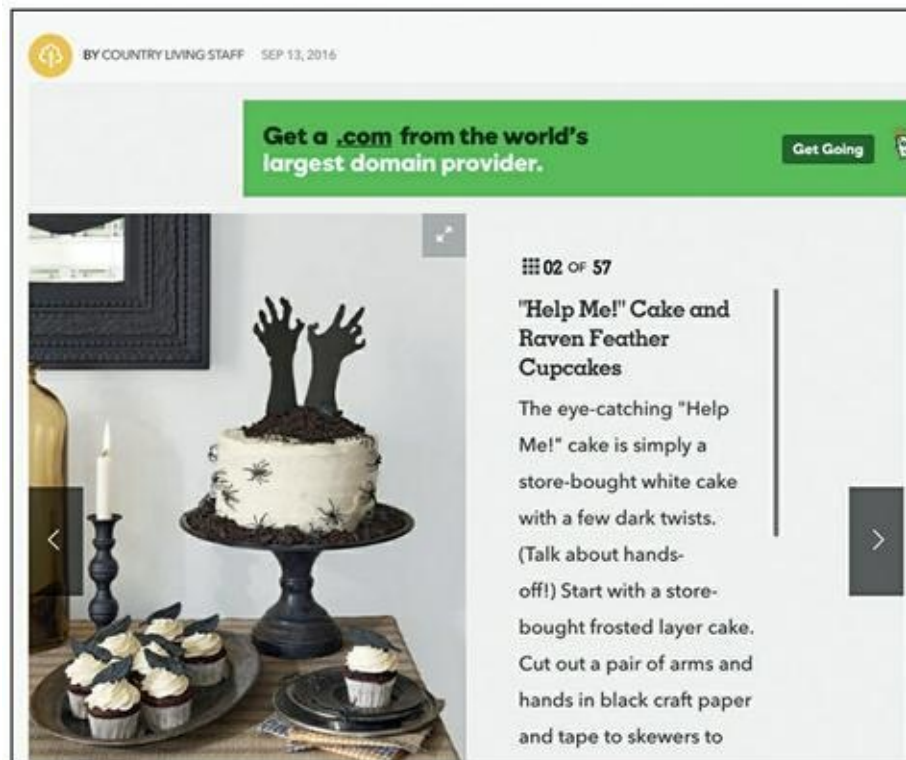 BY COUNTRY LIVING STAFF SEP 13, 2016
Get a .com from the world's
largest domain provider.
Get Going
02 OF 57
"Help Me!" Cake and
Raven Feather
Cupcakes
The eye-catching "Help
Me!" cake is simply a
store-bought white cake
with a few dark twists.
(Talk about hands-
off!) Start with a store-
bought frosted layer cake.
Cut out a pair of arms and
hands in black craft paper
and tape to skewers to